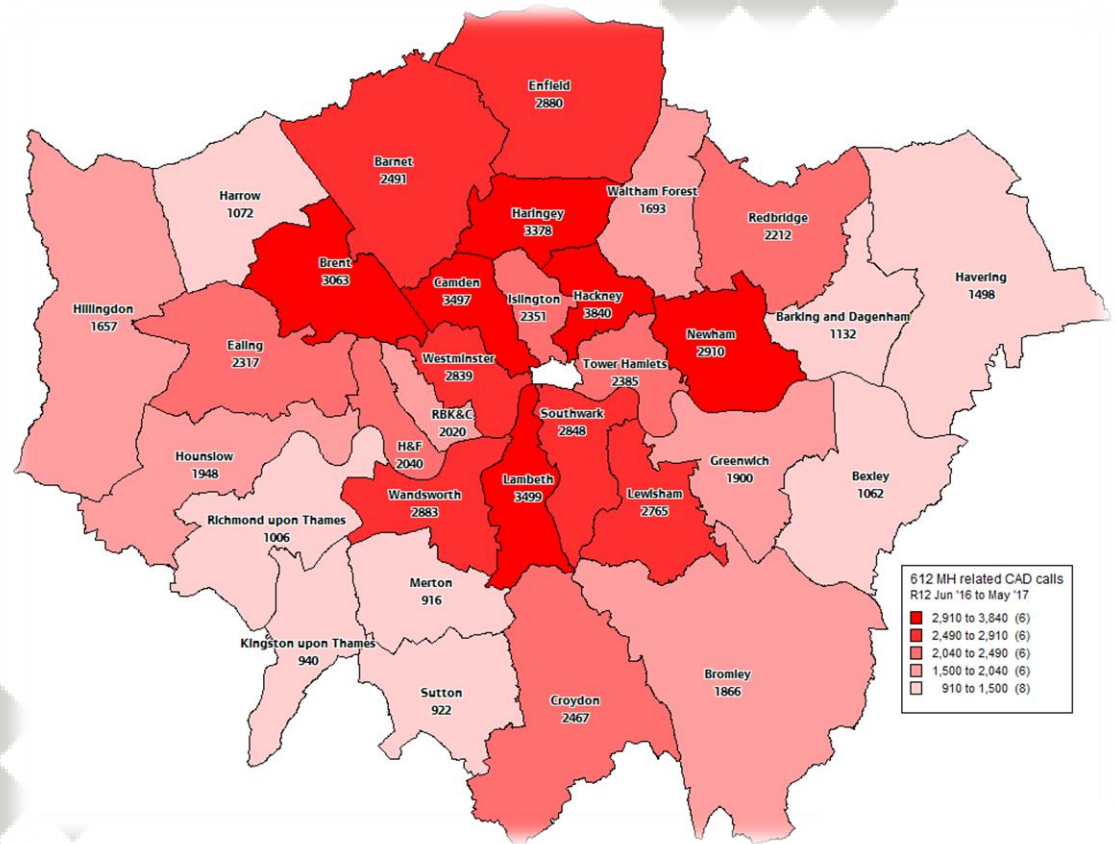 Enfield
2880
Barnet
2491
Harrow
1072
Haringey
3378
Waltham Forest
1693
Redbridge
2212
Havering
1498
Brent
3063
Camden
3497
Islington
2351
Hackney
3840
Hillingdon
1657
Newham
2910
Barking and Dagenham
1132
Ealing
2317
Westminster
2839
Tower Hamlets
2385
RBK&C
2020
Southwark
2848
H&F
2040
Hounslow
1948
Greenwich
1900
Bexley
1062
Lambeth
3499
Wandsworth
2883
Lewisham
2765
Richmond upon Thames
1006
Merton
916
Kingston upon Thames
940
Sutton
922
Croydon
2467
Bromley
1866
612 MH related CAD calls
R12 Jun '16 to May '17
2,910 to 3,840 (6)
2,490 to 2,910 (6)
2,040 to 2,490 (6)
1,500 to 2,040 (6)
910 to 1,500 (8)